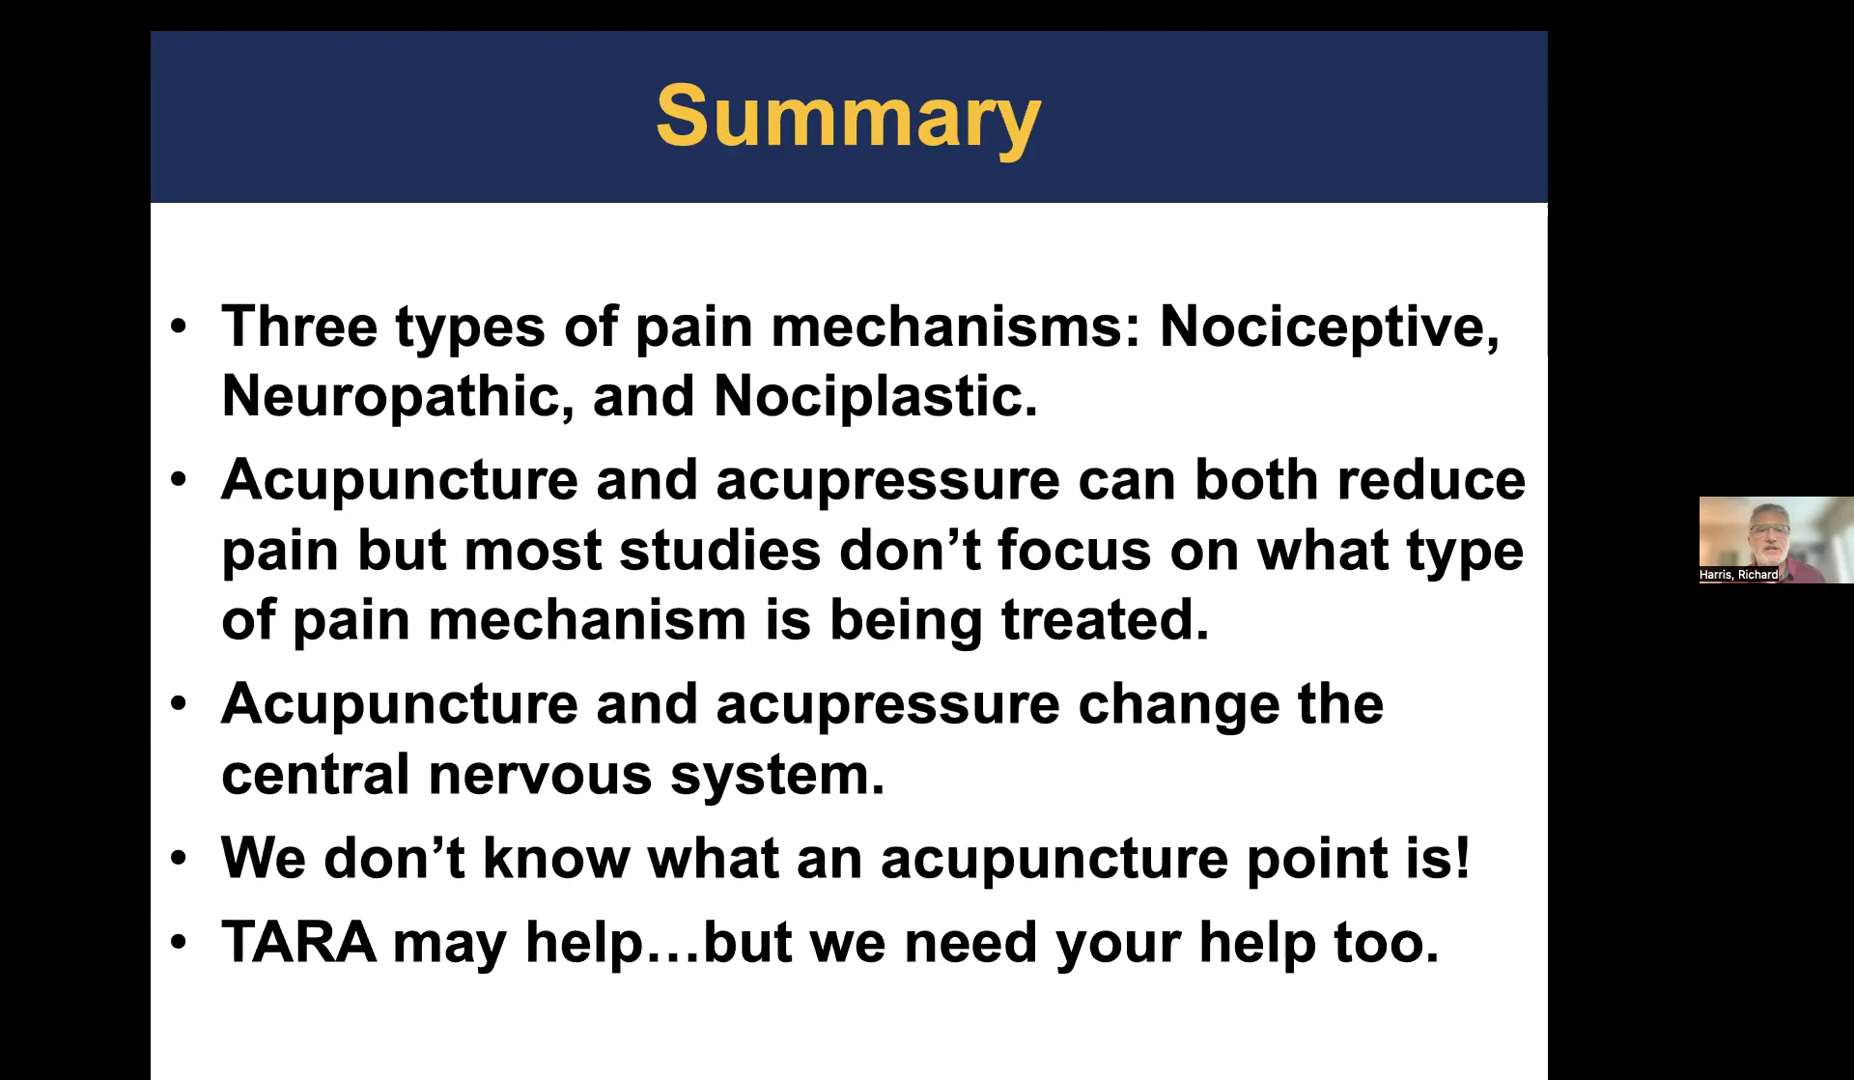 Summary
• Three types of pain mechanisms: Nociceptive,
Neuropathic, and Nociplastic.
• Acupuncture and acupressure can both reduce
pain but most studies don’t focus on what type
of pain mechanism is being treated.
• Acupuncture and acupressure change the
central nervous system.
• We don’t know what an acupuncture point is!
• TARA may help…but we need your help too.
Harris, Richard